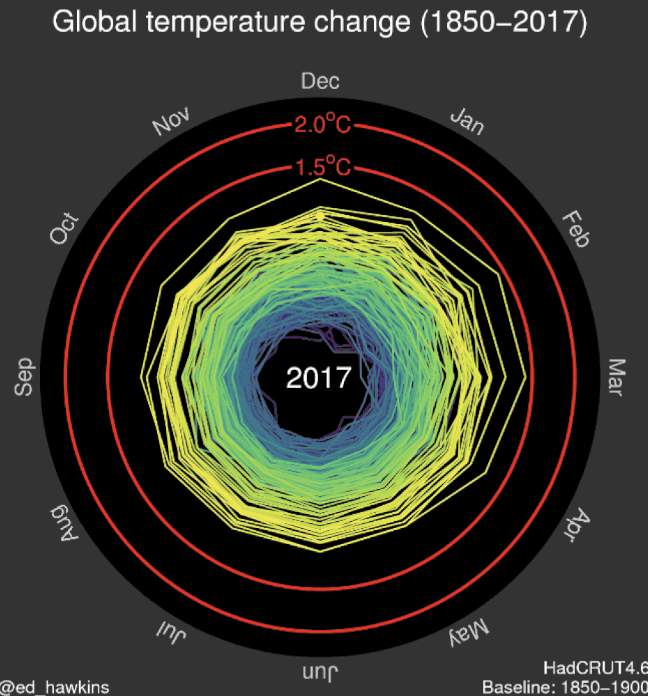 Global temperature change (1850–2017)
Dec
Jan
Feb
Mar
Apr
May
Jun
Jul
Aug
Sep
Oct
Nov
2.0°C
1.5°C
2017
@ed_hawkins
HadCRUT4.6
Baseline: 1850–1900